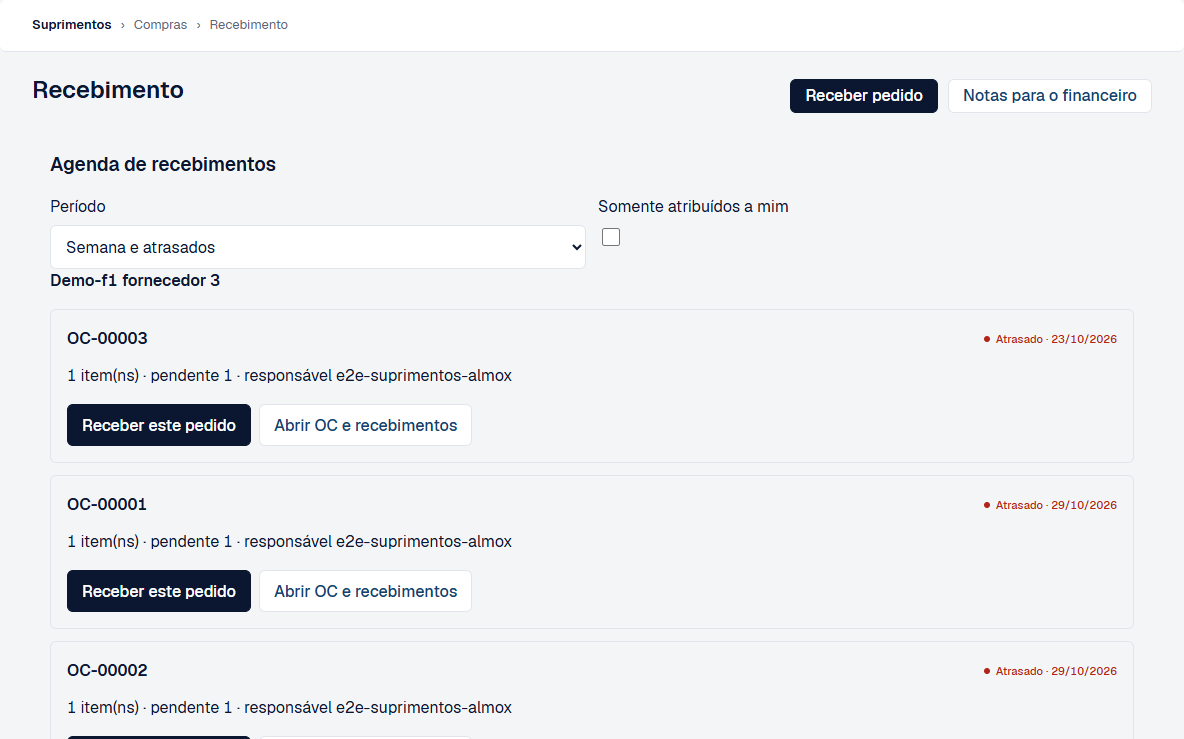 Suprimentos › Compras › Recebimento
Recebimento
Receber pedido
Notas para o financeiro
Agenda de recebimentos
Período
Somente atribuídos a mim
Semana e atrasados
Demo-f1 fornecedor 3
OC-00003
Atrasado · 23/10/2026
1 item(ns) · pendente 1 · responsável e2e-suprimentos-almox
Receber este pedido
Abrir OC e recebimentos
OC-00001
Atrasado · 29/10/2026
1 item(ns) · pendente 1 · responsável e2e-suprimentos-almox
Receber este pedido
Abrir OC e recebimentos
OC-00002
Atrasado · 29/10/2026
1 item(ns) · pendente 1 · responsável e2e-suprimentos-almox